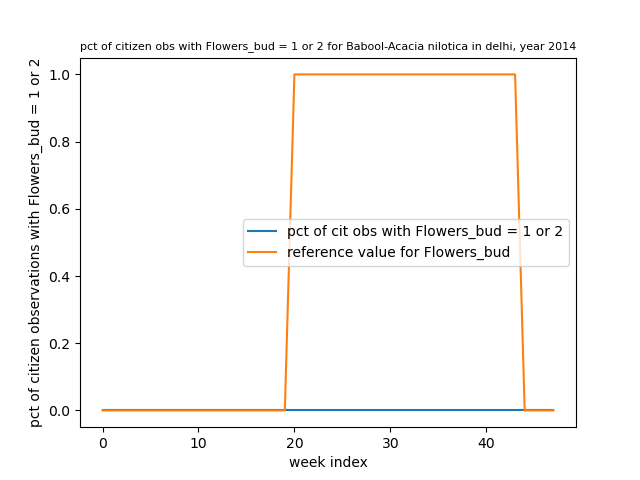 pct of citizen obs with Flowers_bud = 1 or 2 for Babool-Acacia nilotica in delhi, year 2014
pct of citizen observations with Flowers_bud = 1 or 2
1.0
0.8
0.6
0.4
0.2
0.0
pct of cit obs with Flowers_bud = 1 or 2
reference value for Flowers_bud
0 10 20 30 40
week index